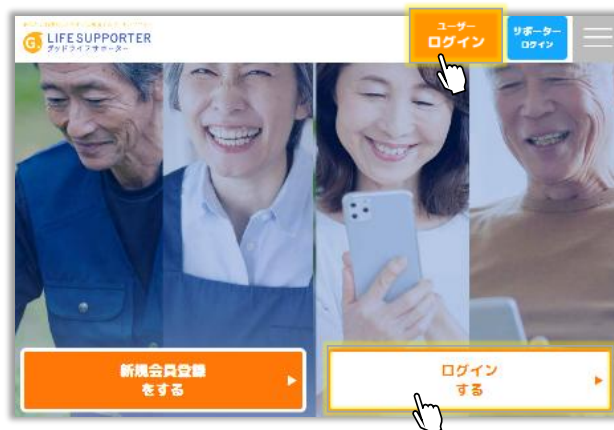 G.
LIFE SUPPORTER
グッドライフサポーター
ユーザー
ログイン
サポーター
ログイン
新規会員登録
をする
ログイン
する